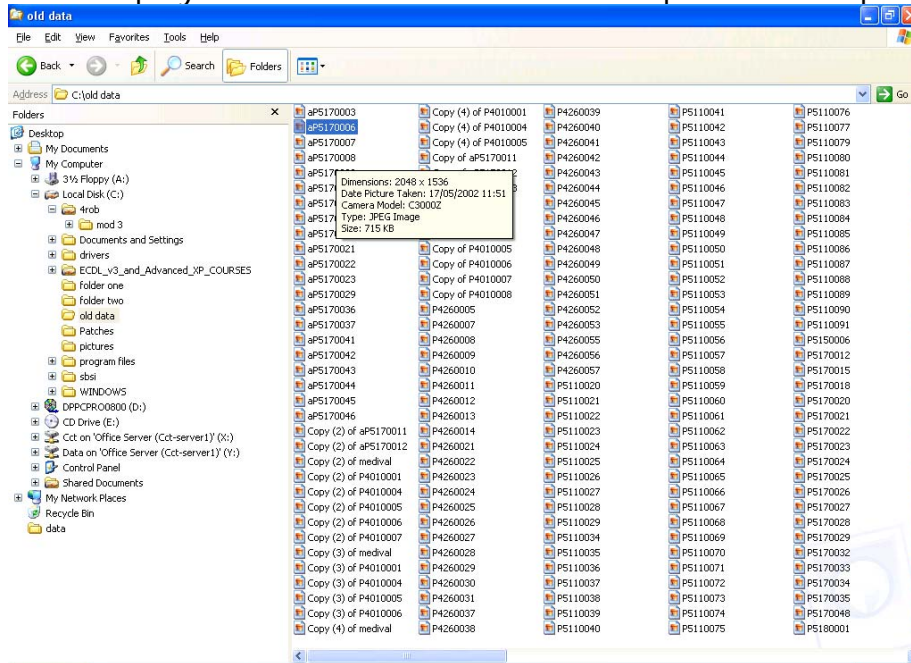 old data
File Edit View Favorites Tools Help
Back Search Folders
Address C:\old data Go
Folders X
Desktop
My Documents
My Computer
3½ Floppy (A:)
Local Disk (C:)
4rob
mod 3
Documents and Settings
drivers
ECDL_v3_and_Advanced_XP_COURSES
folder one
folder two
old data
Patches
pictures
program files
sbsi
WINDOWS
DPPCPRO0800 (D:)
CD Drive (E:)
Cct on 'Office Server (Cct-server1)' (X:)
Data on 'Office Server (Cct-server1)' (Y:)
Control Panel
Shared Documents
My Network Places
Recycle Bin
data
aP5170003
aP5170006
aP5170007
aP5170008
Dimensions: 2048 x 1536
Date Picture Taken: 17/05/2002 11:51
Camera Model: C3000Z
Type: JPEG Image
Size: 715 KB
aP5170021
aP5170022
aP5170023
aP5170029
aP5170036
aP5170037
aP5170041
aP5170042
aP5170043
aP5170044
aP5170045
aP5170046
Copy (2) of aP5170011
Copy (2) of aP5170012
Copy (2) of medival
Copy (2) of P4010001
Copy (2) of P4010004
Copy (2) of P4010005
Copy (2) of P4010006
Copy (2) of P4010007
Copy (3) of medival
Copy (3) of P4010001
Copy (3) of P4010004
Copy (3) of P4010005
Copy (3) of P4010006
Copy (4) of medival
Copy (4) of P4010001
Copy (4) of P4010004
Copy (4) of P4010005
Copy of aP5170011
Copy of P4010005
Copy of P4010006
Copy of P4010007
Copy of P4010008
P4260005
P4260007
P4260008
P4260009
P4260010
P4260011
P4260012
P4260013
P4260014
P4260021
P4260022
P4260023
P4260024
P4260025
P4260026
P4260027
P4260028
P4260029
P4260030
P4260031
P4260037
P4260038
P4260039
P4260040
P4260041
P4260042
P4260043
P4260044
P4260045
P4260046
P4260047
P4260048
P4260049
P4260050
P4260051
P4260052
P4260053
P4260055
P4260056
P4260057
P5110020
P5110021
P5110022
P5110023
P5110024
P5110025
P5110026
P5110027
P5110028
P5110029
P5110034
P5110035
P5110036
P5110037
P5110038
P5110039
P5110040
P5110041
P5110042
P5110043
P5110044
P5110045
P5110046
P5110047
P5110048
P5110049
P5110050
P5110051
P5110052
P5110053
P5110054
P5110055
P5110056
P5110057
P5110058
P5110059
P5110060
P5110061
P5110062
P5110063
P5110064
P5110065
P5110066
P5110067
P5110068
P5110069
P5110070
P5110071
P5110072
P5110073
P5110074
P5110075
P5110076
P5110077
P5110079
P5110080
P5110081
P5110082
P5110083
P5110084
P5110085
P5110086
P5110087
P5110088
P5110089
P5110090
P5110091
P5150006
P5170012
P5170015
P5170018
P5170020
P5170021
P5170022
P5170023
P5170024
P5170025
P5170026
P5170027
P5170028
P5170029
P5170032
P5170033
P5170034
P5170035
P5170048
P5180001